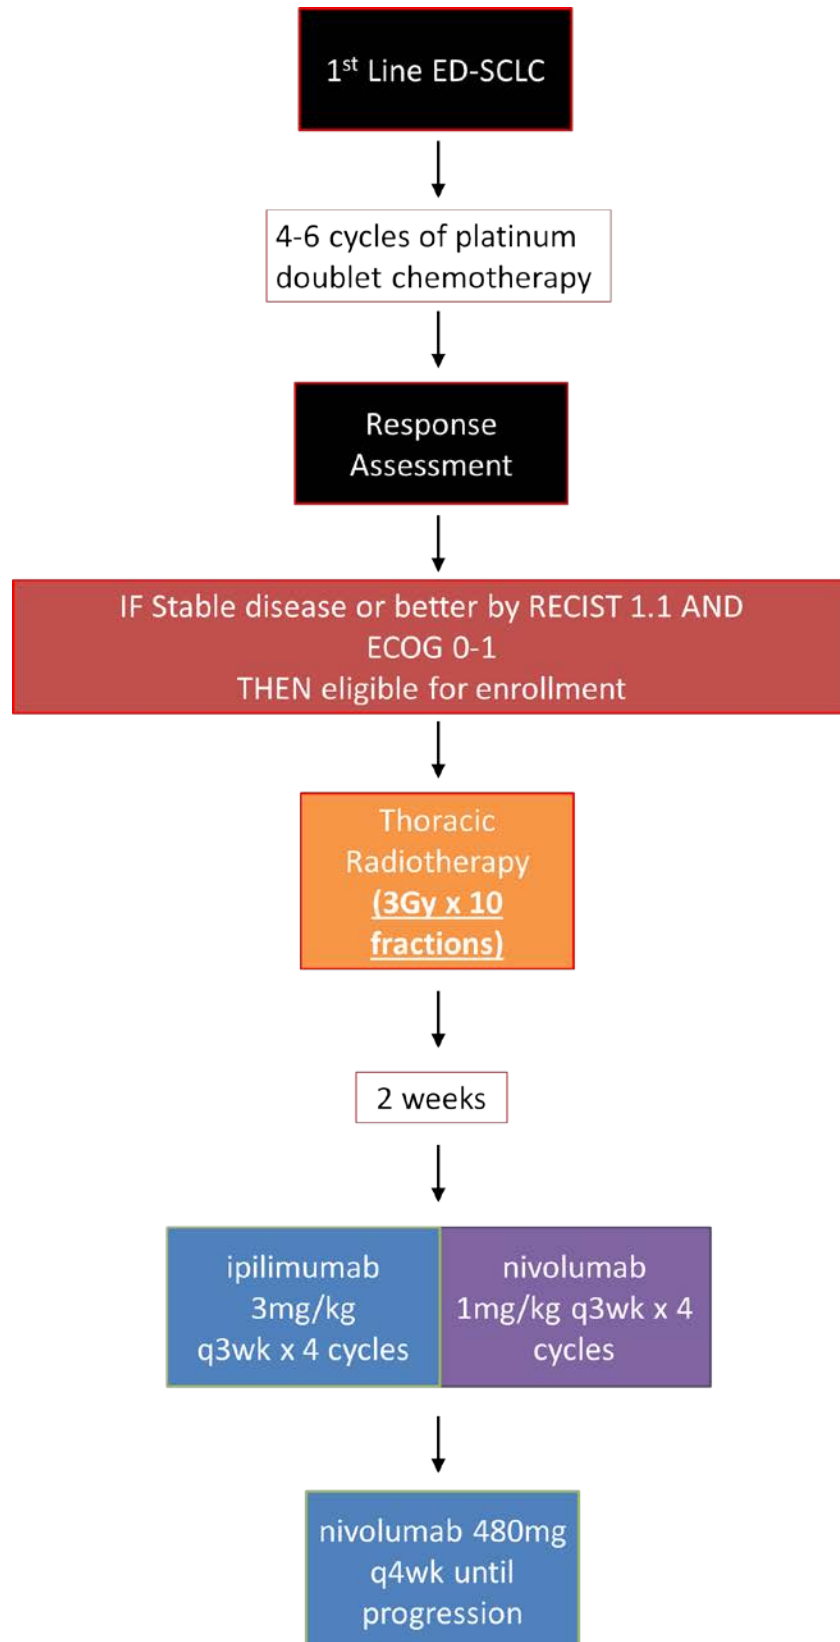 1st Line ED-SCLC
4-6 cycles of platinum
doublet chemotherapy
Response
Assessment
IF Stable disease or better by RECIST 1.1 AND
ECOG 0-1
THEN eligible for enrollment
Thoracic
Radiotherapy
(3Gy x 10
fractions)
2 weeks
ipilimumab
3mg/kg
q3wk x 4 cycles
nivolumab
1mg/kg q3wk x 4
cycles
nivolumab 480mg
q4wk until
progression